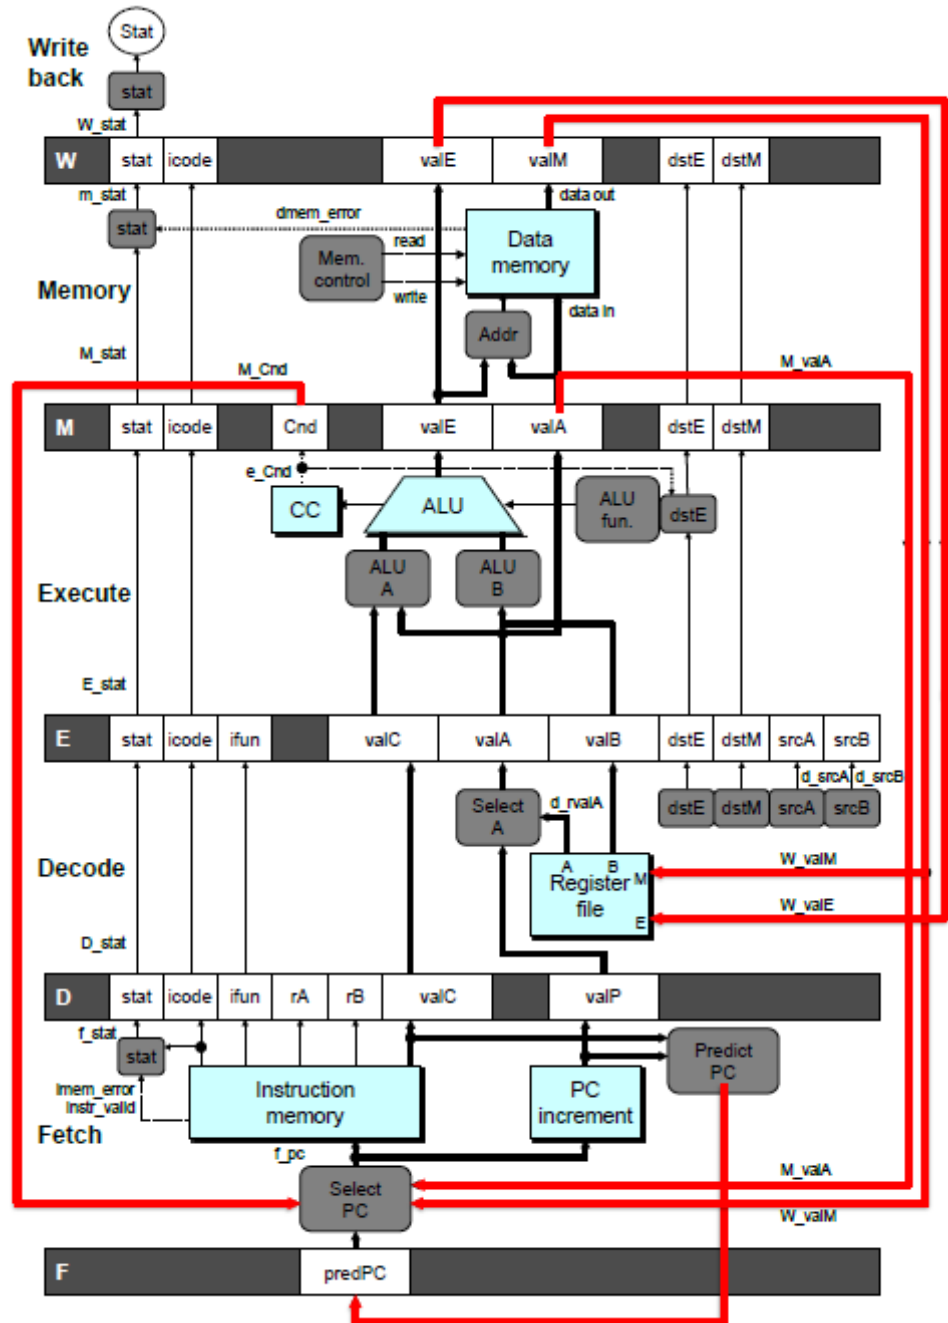 Stat
Write
back
stat
W_stat
W
stat
icode
valE
valM
dstE
dstM
m_stat
data out
dmem_error
stat
read
Data
memory
Mem.
control
write
Memory
data in
Addr
M_stat
M_Cnd
M_valA
M
stat
icode
Cnd
valE
valA
dstE
dstM
e_Cnd
CC
ALU
ALU
fun.
dstE
ALU
A
ALU
B
Execute
E_stat
E
stat
icode
ifun
valC
valA
valB
dstE
dstM
srcA
srcB
d_srcA
d_srcB
Select
A
d_rvalA
dstE
dstM
srcA
srcB
A
B
W_valM
Decode
Register
file
M
W_valE
E
D_stat
D
stat
icode
ifun
rA
rB
valC
valP
f_stat
stat
Predict
PC
Imem_error
Instr_valid
Instruction
memory
PC
increment
Fetch
f_pc
M_valA
Select
PC
W_valM
F
predPC